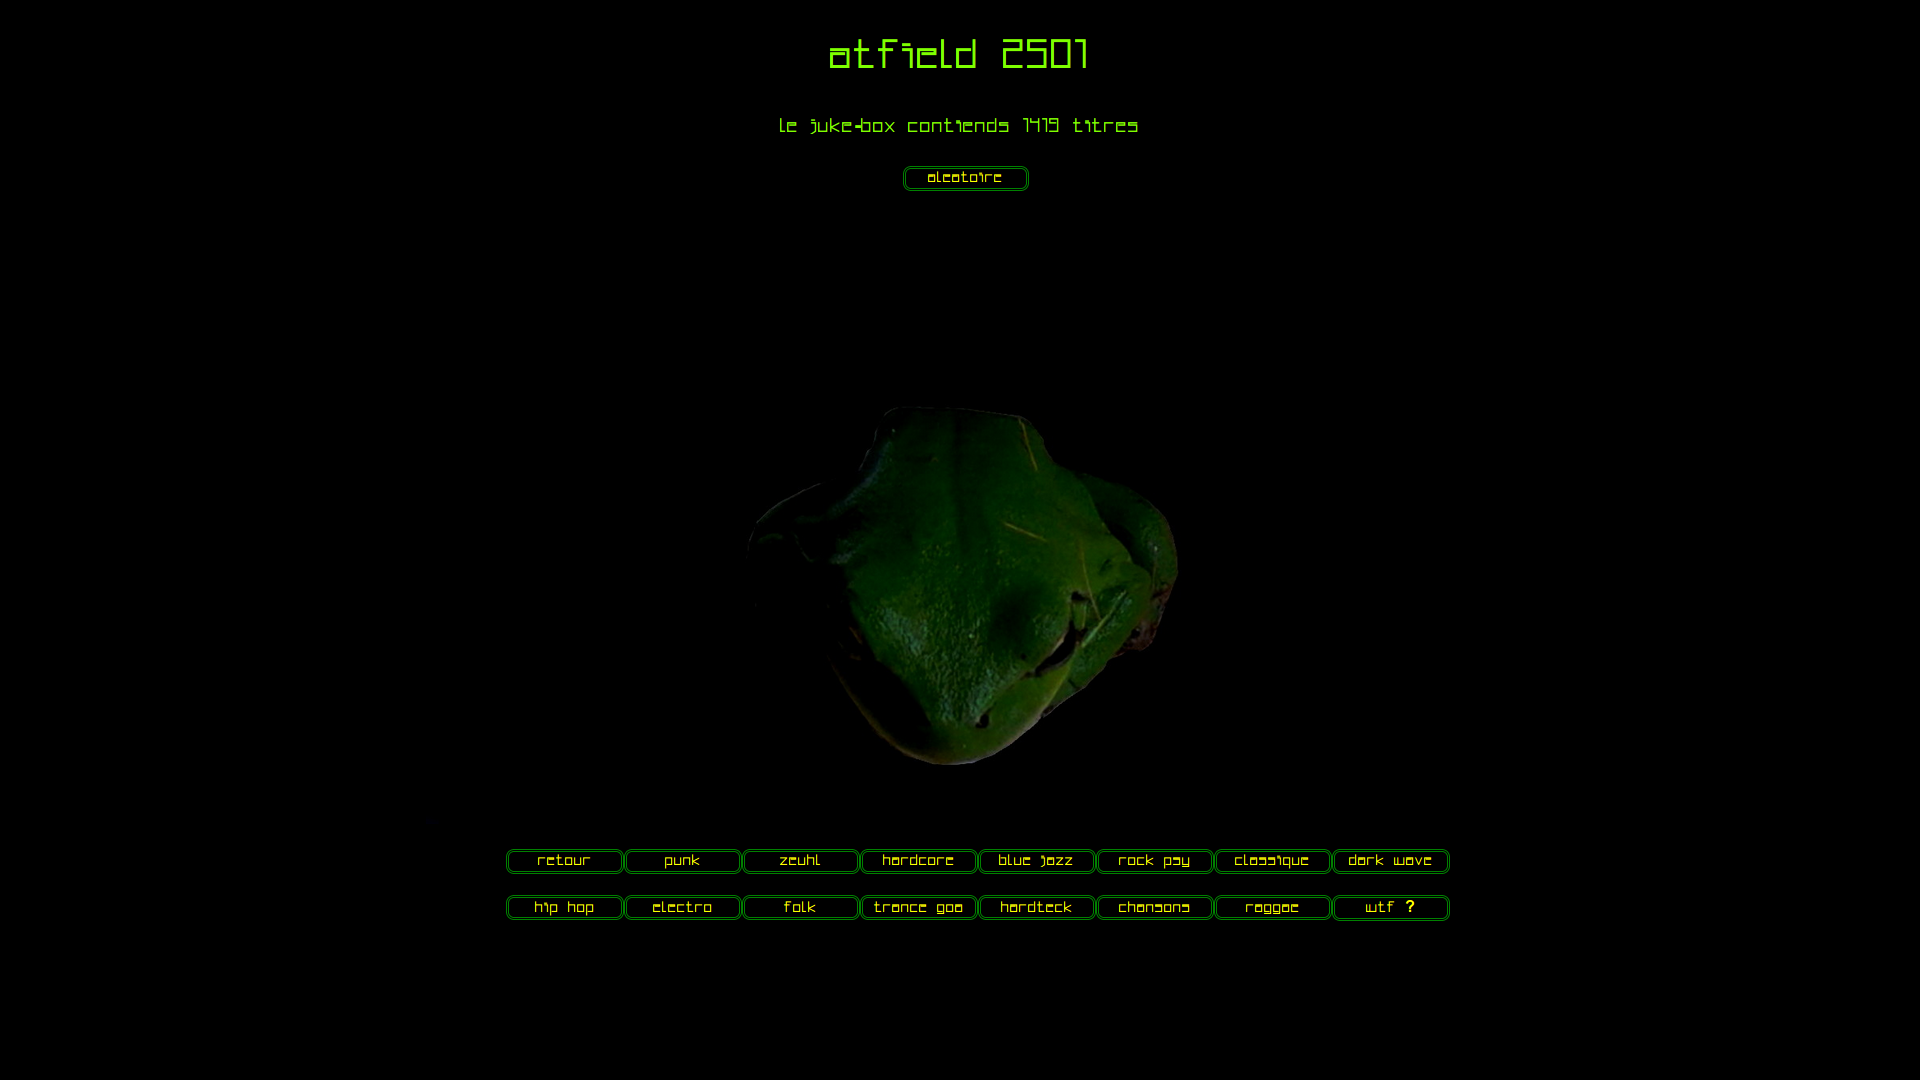 atfield 2501
le juke-box contiends 1419 titres
aleatoire
retour punk zeuhl hardcore blue jazz rock psy classique dark wave
hip hop electro folk trance goa hardteck chansons raggae wtf ?